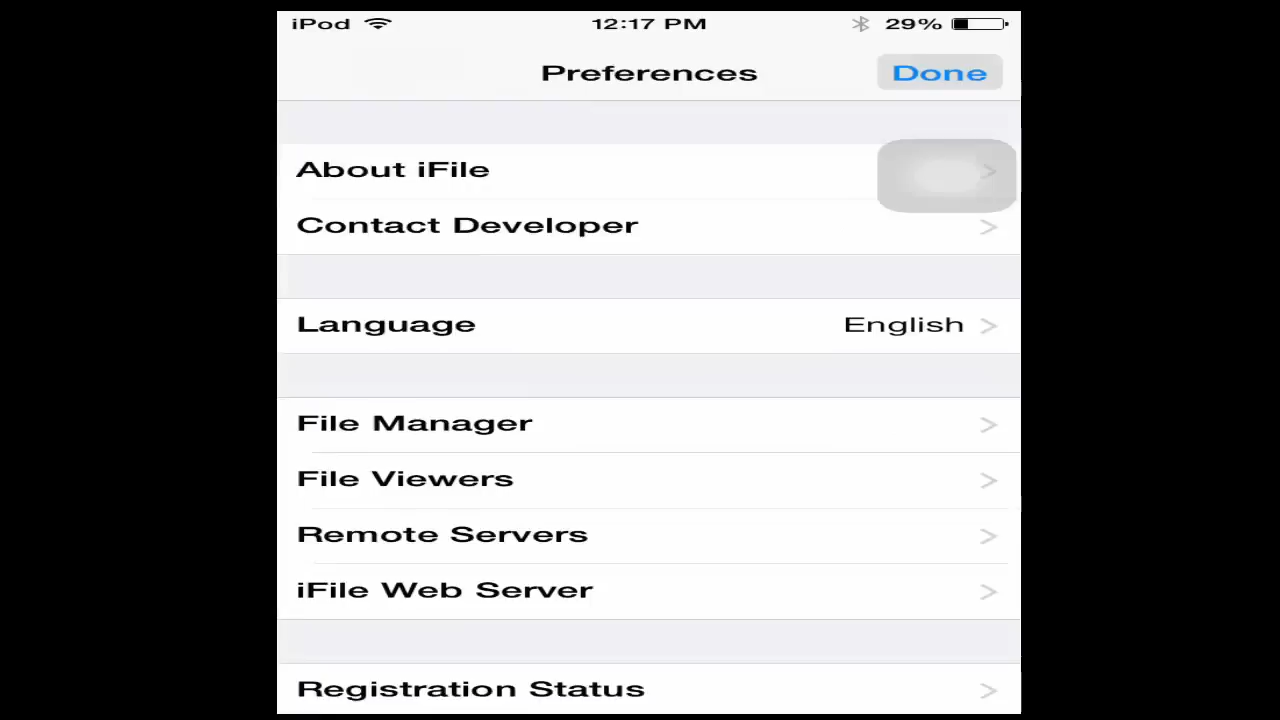 iPod 12:17 PM 29%
Preferences Done
About iFile
Contact Developer
Language English
File Manager
File Viewers
Remote Servers
iFile Web Server
Registration Status